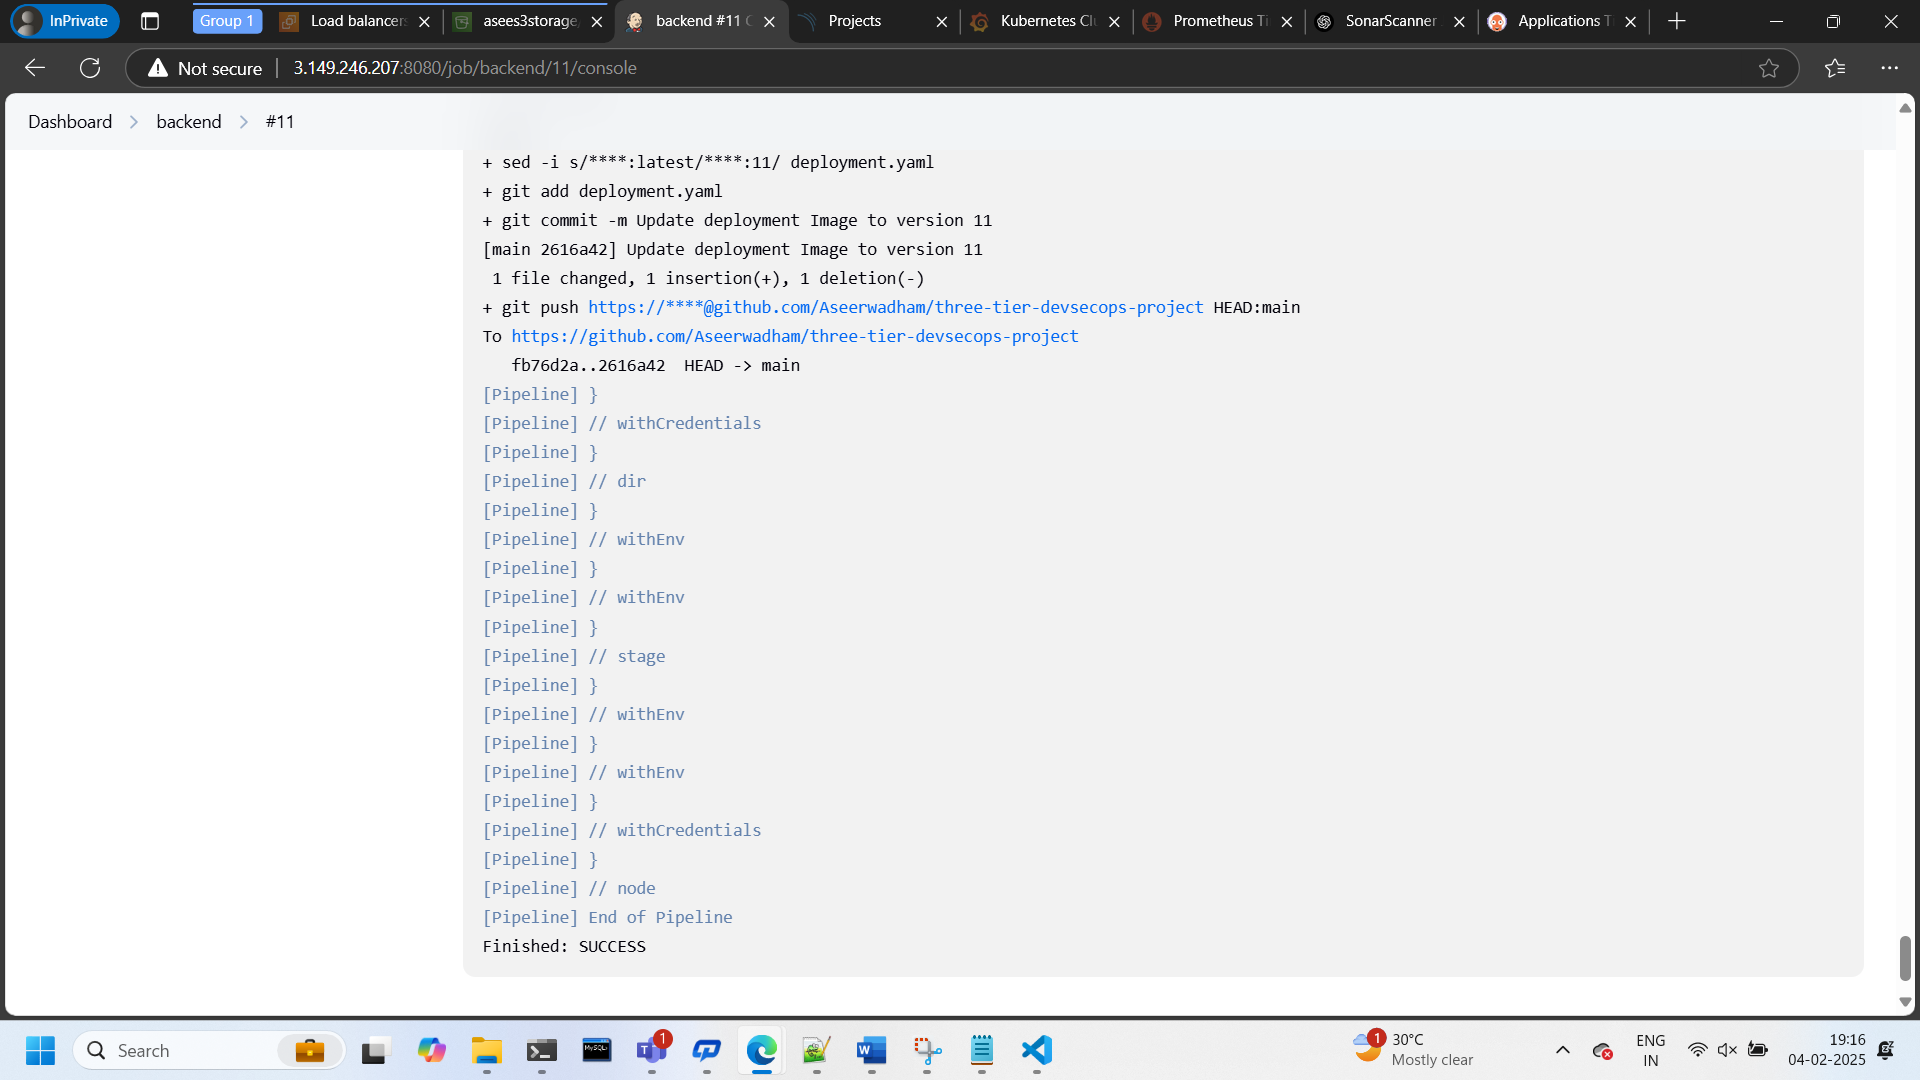 InPrivate
Group 1
Load balancers
asees3storage
backend #11 C
Projects
Kubernetes Clu
Prometheus Ti
SonarScanner
Applications T
Not secure
3.149.246.207:8080/job/backend/11/console
Dashboard
backend
#11
+ sed -i s/****:latest/****:11/ deployment.yaml
+ git add deployment.yaml
+ git commit -m Update deployment Image to version 11
[main 2616a42] Update deployment Image to version 11
1 file changed, 1 insertion(+), 1 deletion(-)
+ git push https://****@github.com/Aseerwadham/three-tier-devsecops-project HEAD:main
To https://github.com/Aseerwadham/three-tier-devsecops-project
fb76d2a..2616a42 HEAD -> main
[Pipeline] }
[Pipeline] // withCredentials
[Pipeline] }
[Pipeline] // dir
[Pipeline] }
[Pipeline] // withEnv
[Pipeline] }
[Pipeline] // withEnv
[Pipeline] }
[Pipeline] // stage
[Pipeline] }
[Pipeline] // withEnv
[Pipeline] }
[Pipeline] // withEnv
[Pipeline] }
[Pipeline] // withCredentials
[Pipeline] }
[Pipeline] // node
[Pipeline] End of Pipeline
Finished: SUCCESS
Search
MySQL
1
1
30°C
Mostly clear
ENG
IN
19:16
04-02-2025